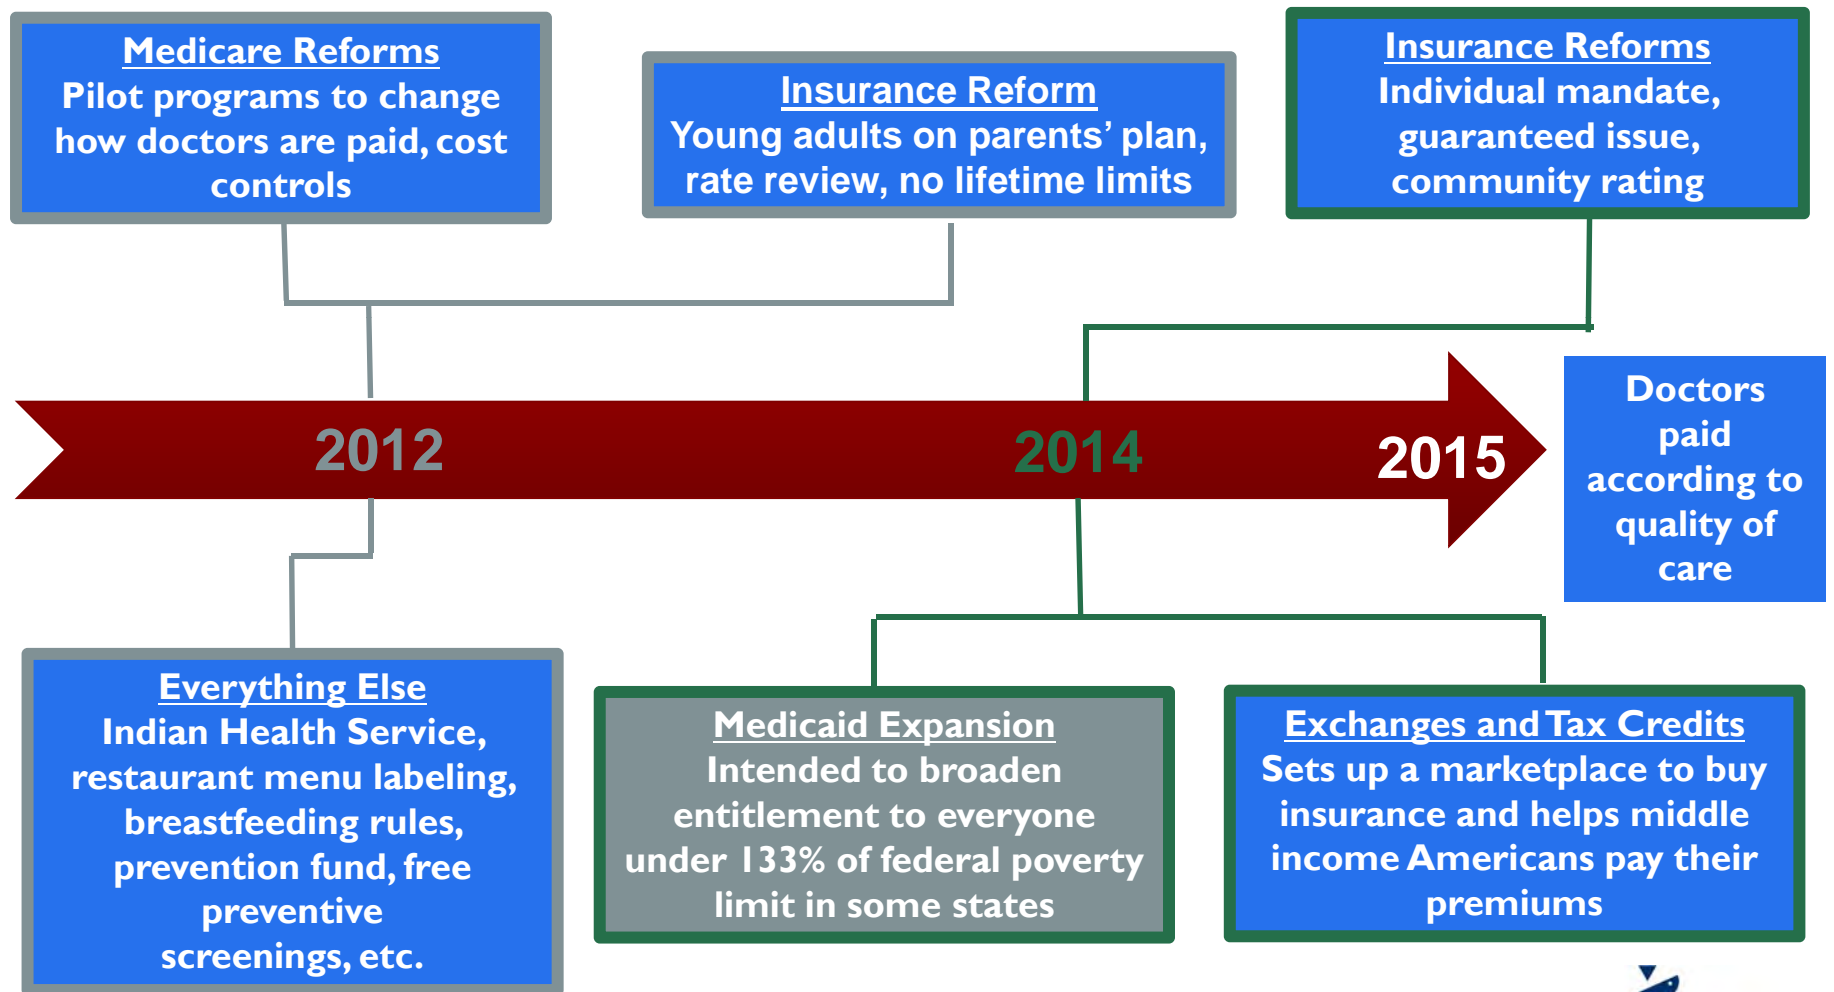 Medicare Reforms
Pilot programs to change
how doctors are paid, cost
controls
Insurance Reform
Young adults on parents’ plan,
rate review, no lifetime limits
Insurance Reforms
Individual mandate,
guaranteed issue,
community rating
2012
2014
2015
Doctors
paid
according to
quality of
care
Everything Else
Indian Health Service,
restaurant menu labeling,
breastfeeding rules,
prevention fund, free
preventive
screenings, etc.
Medicaid Expansion
Intended to broaden
entitlement to everyone
under 133% of federal poverty
limit in some states
Exchanges and Tax Credits
Sets up a marketplace to buy
insurance and helps middle
income Americans pay their
premiums